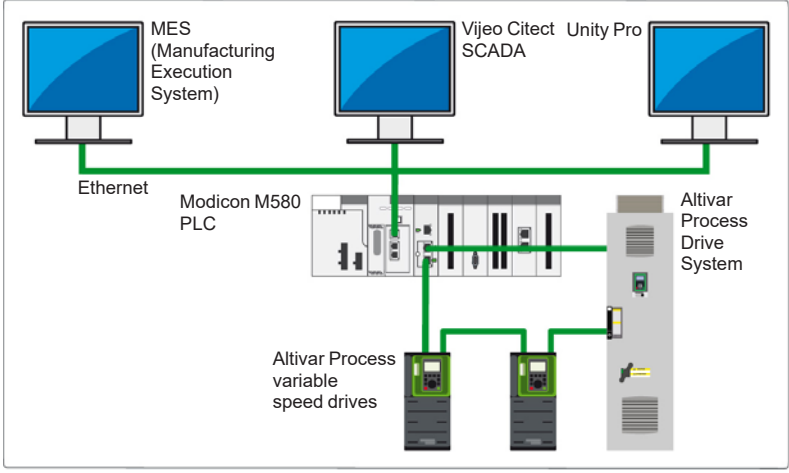 MES
(Manufacturing
Execution
System)
Vijeo Citect
SCADA
Unity Pro
Ethernet
Modicon M580
PLC
Altivar
Process
Drive
System
Altivar Process
variable
speed drives